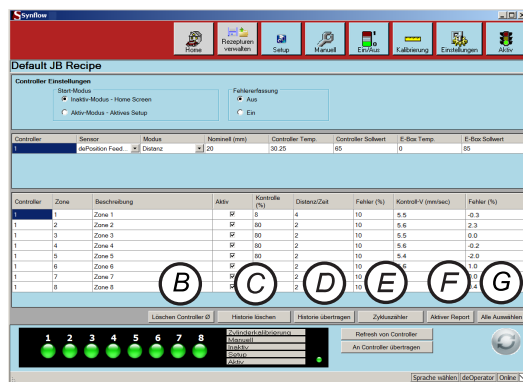 Synflow
Home
Rezepturen verwalten
Setup
Manuell
Ein/Aus
Kalibrierung
Einstellungen
Aktiv
Default JB Recipe
Controller Einstellungen
Start-Modus
Inaktiv-Modus - Home Screen
Aktiv-Modus - Aktives Setup
Fehlererfassung
Aus
Ein
Controller Sensor Modus Nominell (mm) Controller Temp. Controller Sollwert E-Box Temp. E-Box Sollwert
1 dePosition Feed... Distanz 20 30.25 65 0 85
Controller Zone Beschreibung Aktiv Kontrolle (%) Distanz/Zeit Fehler (%) Kontroll-V (mm/sec) Fehler (%)
1 1 Zone 1 8 4 10 5.5 -0.3
1 2 Zone 2 80 2 10 5.6 2.3
1 3 Zone 3 80 2 10 5.5 0.0
1 4 Zone 4 80 2 10 5.6 -0.2
1 5 Zone 5 80 2 10 5.4 -2.0
1 6 Zone 6 2 10 1.0
1 7 Zone 7
1 8 Zone 8
B C D E F G
Löschen Controller Ø Historie löschen Historie übertragen Zykluszähler Aktiver Report Alle Auswählen
1 2 3 4 5 6 7 8
Zylinderkalibrierung
Manuell
Inaktiv
Setup
Aktiv
Refresh von Controller
An Controller übertragen
Sprache wählen deOperator Online